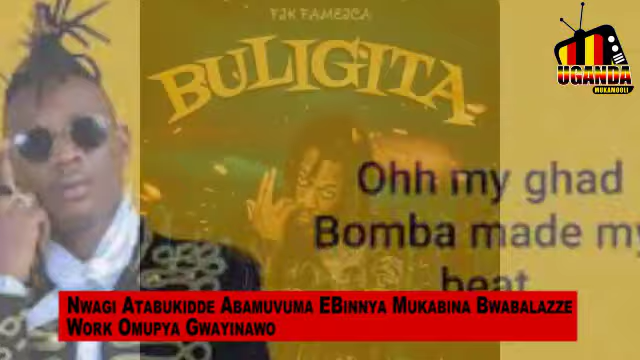 FIK FAMEICA
BULIGITA
UGANDA
MUKAMOOLI
Ohh my ghad
Bomba made my
beat
NWAGI ATABUKIDDE ABAMUVUMA EBINNYA MUKABINA BWABALAZZE
WORK OMUPYA GWAYINAWO